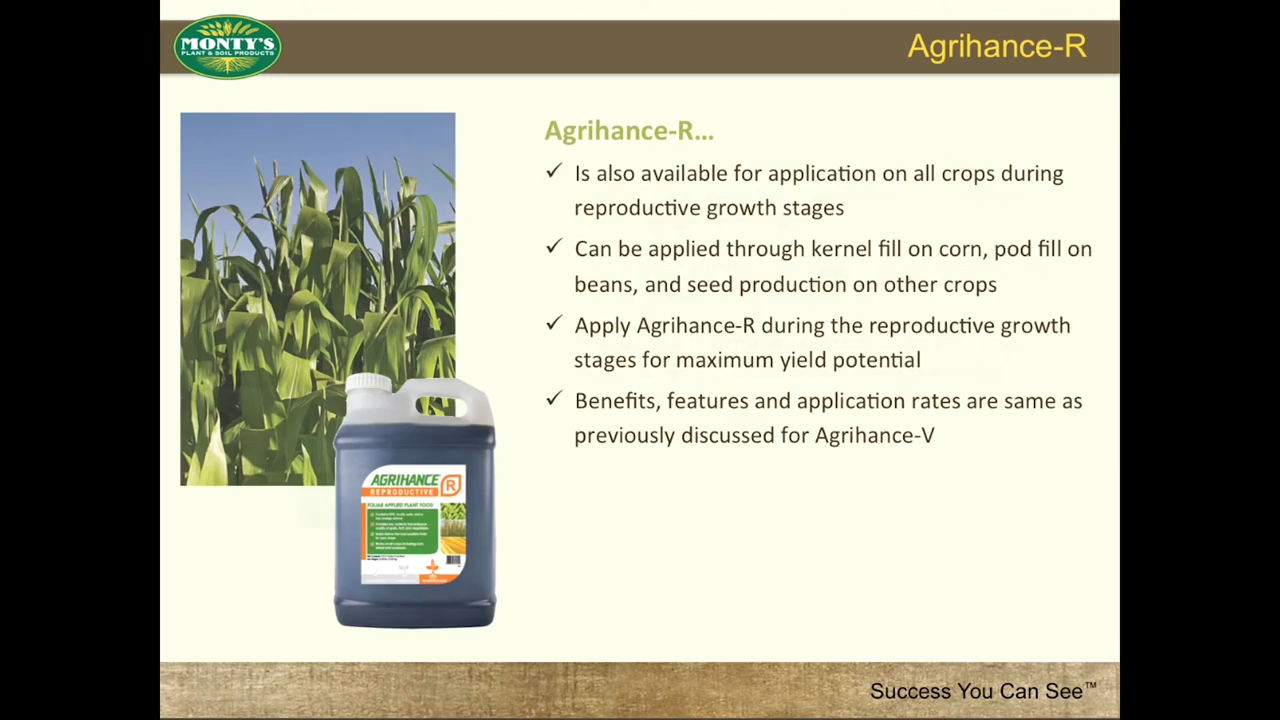 MONTY'S
PLANT & SOIL PRODUCTS
Agrihance-R
Agrihance-R...
✓ Is also available for application on all crops during
reproductive growth stages
✓ Can be applied through kernel fill on corn, pod fill on
beans, and seed production on other crops
✓ Apply Agrihance-R during the reproductive growth
stages for maximum yield potential
✓ Benefits, features and application rates are same as
previously discussed for Agrihance-V
AGRIHANCE
REPRODUCTIVE
R
FOLIAR APPLIED PLANT FOOD
Success You Can See™